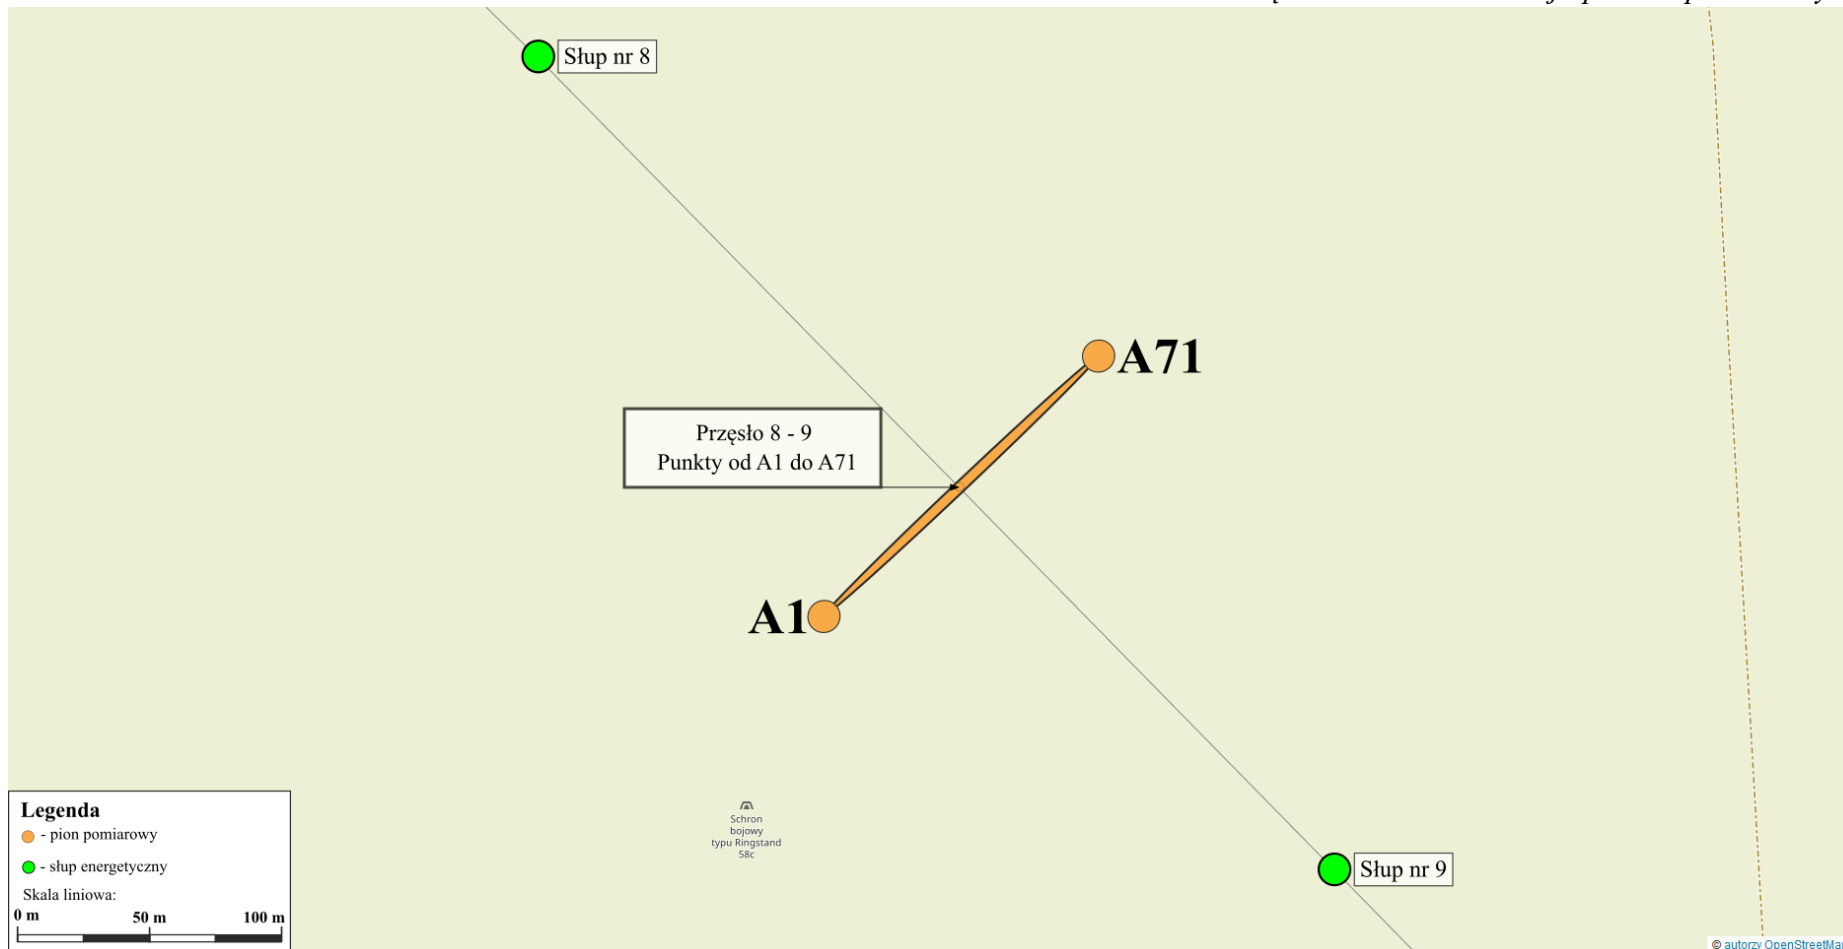 Słup nr 8
A71
Przęsło 8 - 9
Punkty od A1 do A71
A1
Schron
bojowy
typu Ringstand
58c
Słup nr 9
Legenda
- pion pomiarowy
- słup energetyczny
Skala liniowa:
0 m 50 m 100 m
© autorzy OpenStreetMa